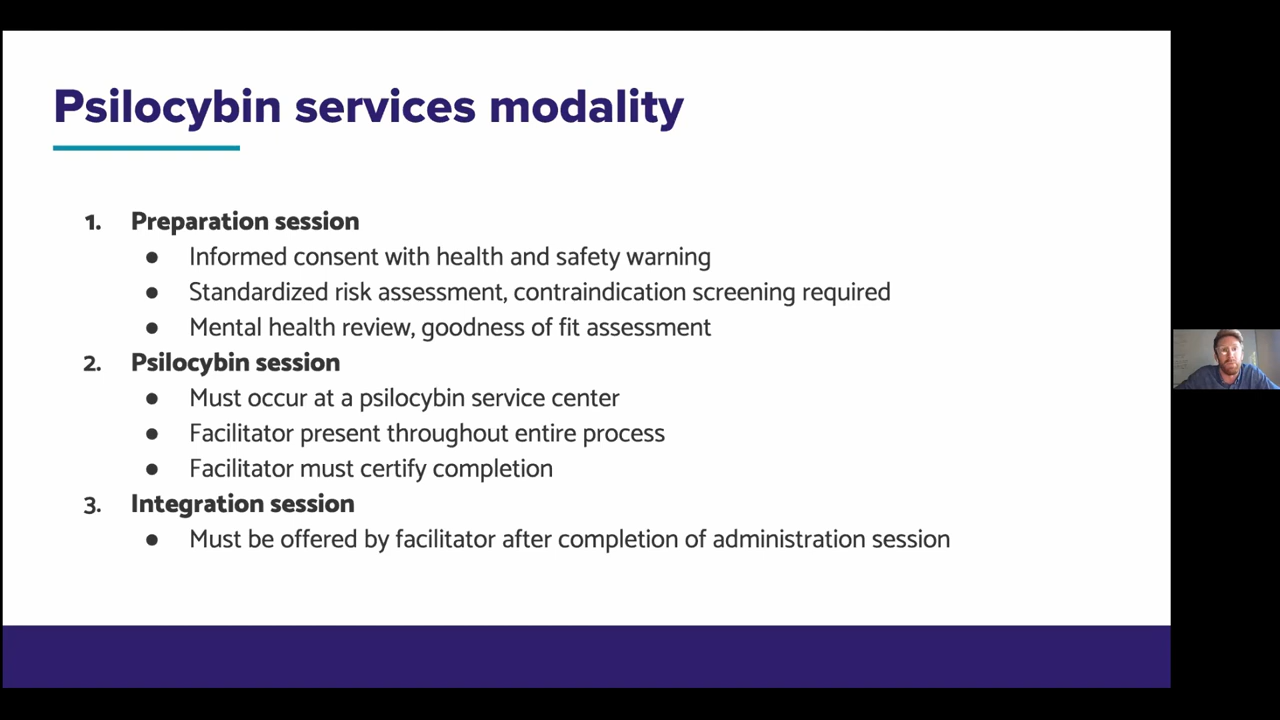 Psilocybin services modality
1. Preparation session
● Informed consent with health and safety warning
● Standardized risk assessment, contraindication screening required
● Mental health review, goodness of fit assessment
2. Psilocybin session
● Must occur at a psilocybin service center
● Facilitator present throughout entire process
● Facilitator must certify completion
3. Integration session
● Must be offered by facilitator after completion of administration session